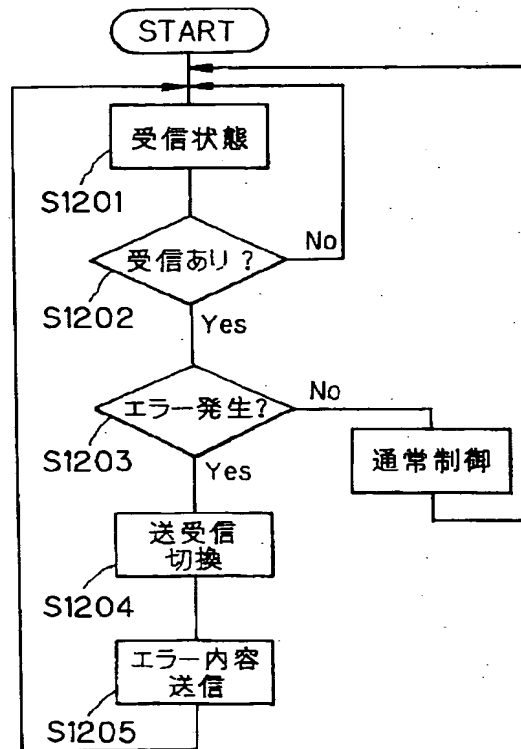 START
受信状態
S1201
受信あり?
No
S1202
Yes
エラー発生?
No
S1203
Yes
通常制御
送受信
切換
S1204
エラー内容
送信
S1205